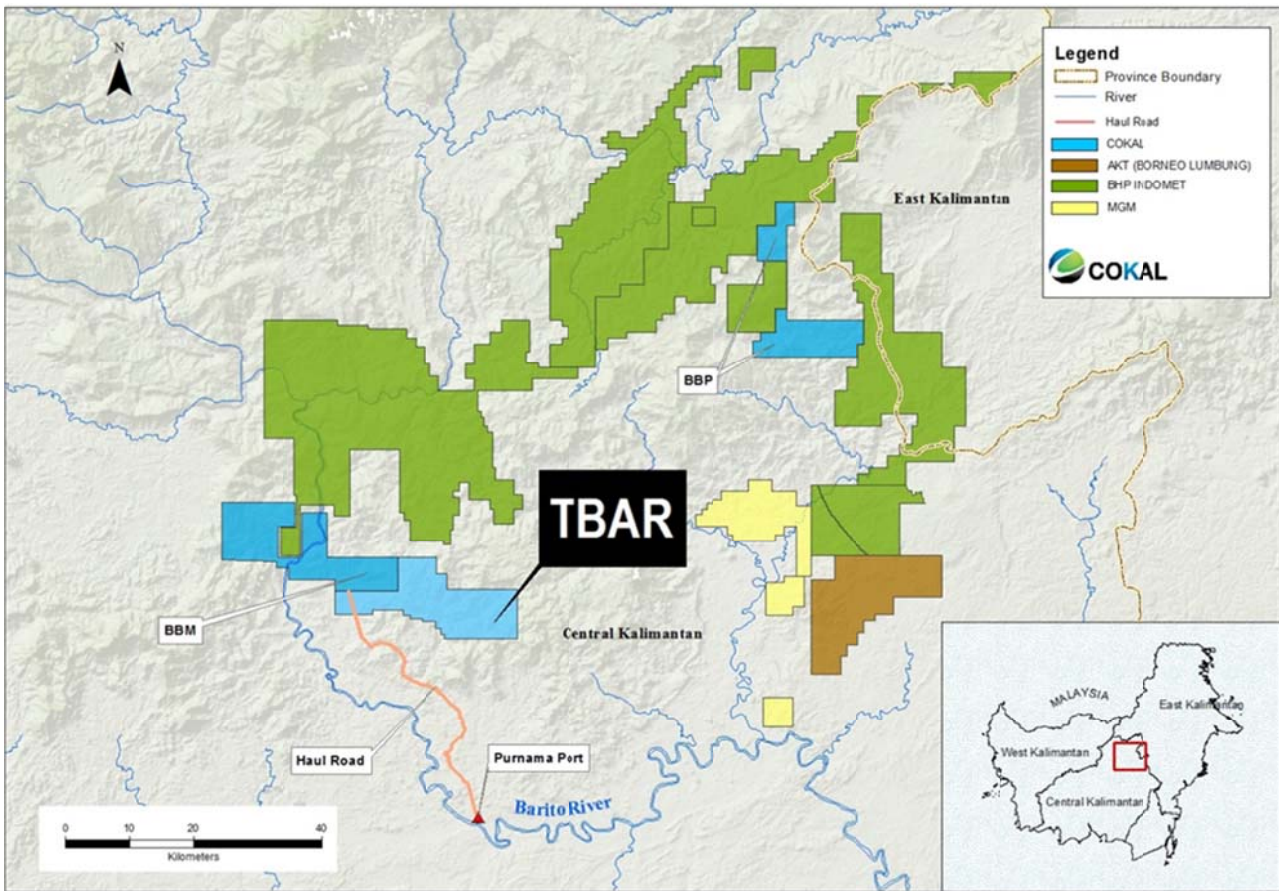 N
Legend
Province Boundary
River
Haul Road
COKAL
AKT (BORNEO LUMBUNG)
BHP INDOMET
MGM
COKAL
East Kalimantan
BBP
TBAR
BBM
Central Kalimantan
Haul Road
Purnama Port
Barito River
0 10 20 40
Kilometers
MALAYSIA
East Kalimantan
West Kalimantan
Central Kalimantan